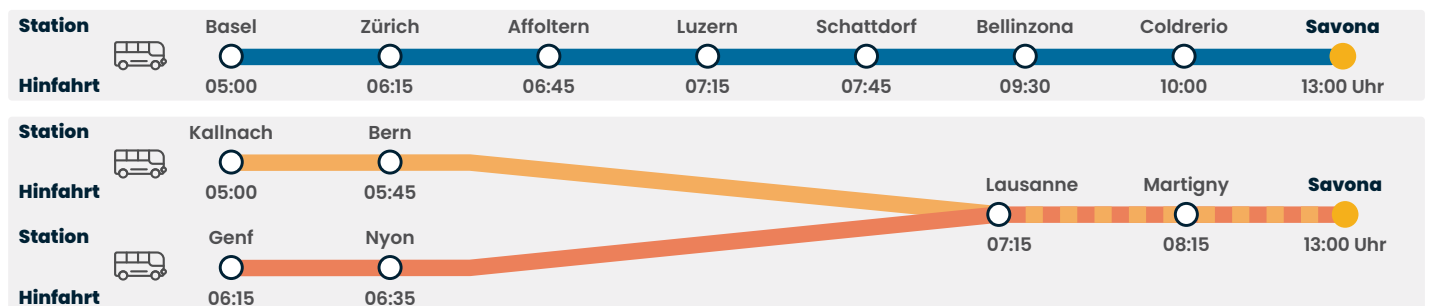 Station Basel Zürich Affoltern Luzern Schattdorf Bellinzona Coldrerio Savona
Hinfahrt 05:00 06:15 06:45 07:15 07:45 09:30 10:00 13:00 Uhr
Station Kallnach Bern
Hinfahrt 05:00 05:45
Lausanne Martigny Savona
07:15 08:15 13:00 Uhr
Station Genf Nyon
Hinfahrt 06:15 06:35